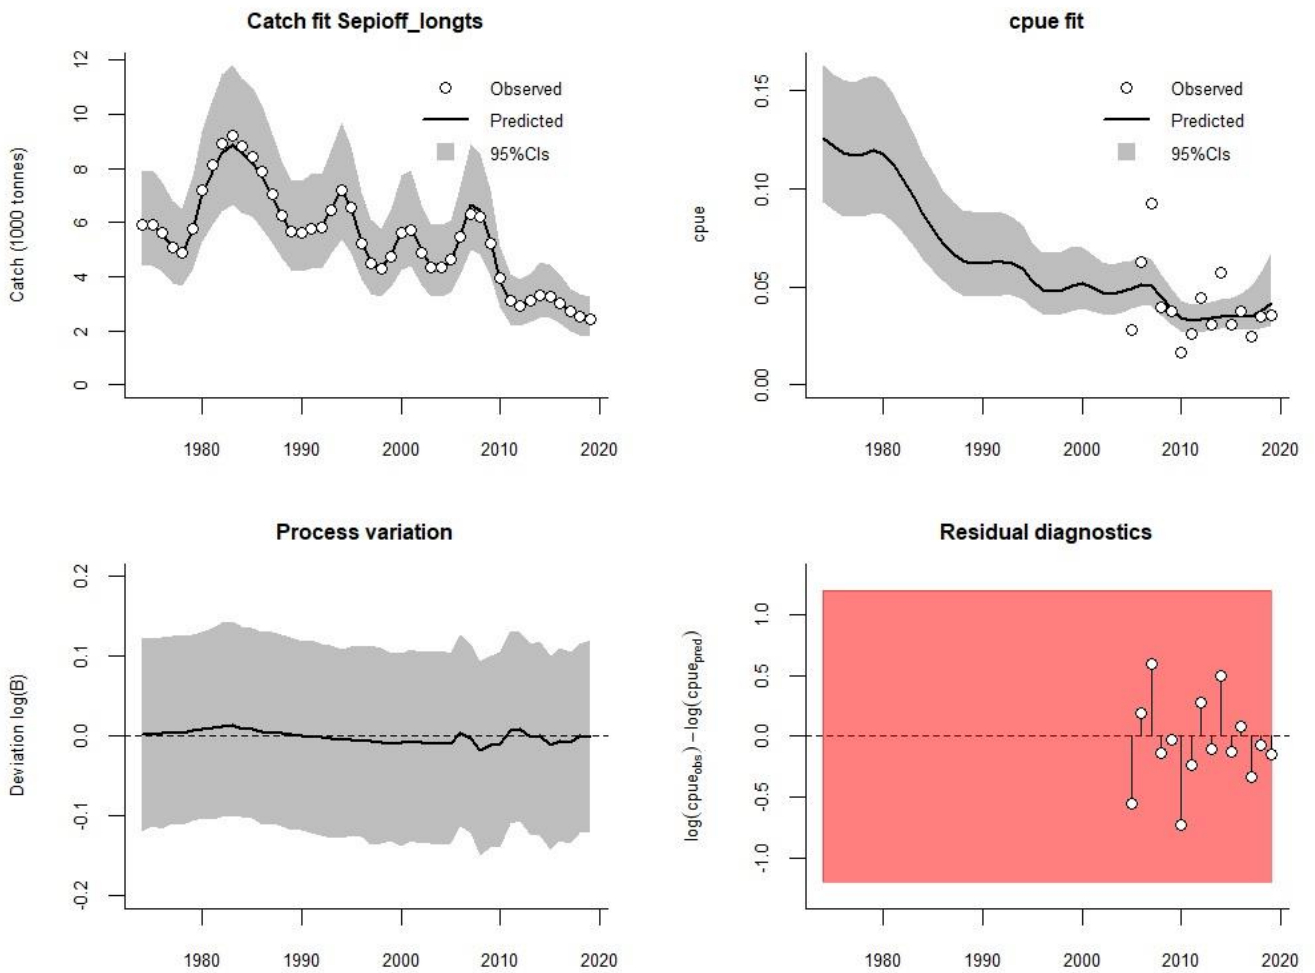 Catch fit Sepioff_longts
12
10
8
6
4
2
0
Catch (1000 tonnes)
Observed
Predicted
95%CIs
1980 1990 2000 2010 2020
cpue fit
0.15
0.10
0.05
0.00
cpue
Observed
Predicted
95%CIs
1980 1990 2000 2010 2020
Process variation
0.2
0.1
0.0
-0.1
-0.2
Deviation log(B)
1980 1990 2000 2010 2020
Residual diagnostics
1.0
0.5
0.0
-0.5
-1.0
log(cpue_obs) − log(cpue_pred)
1980 1990 2000 2010 2020